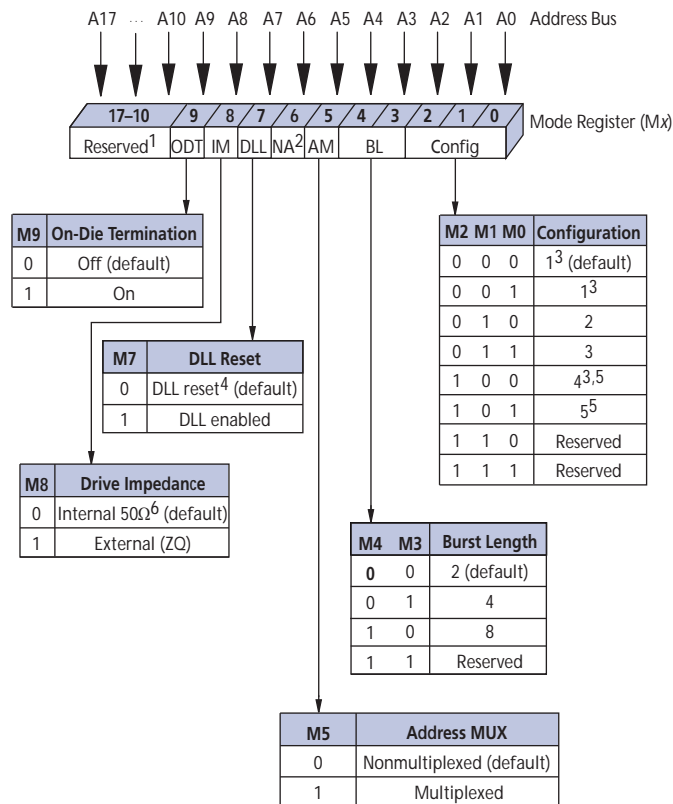 A17 ... A10 A9 A8 A7 A6 A5 A4 A3 A2 A1 A0 Address Bus
17–10 9 8 7 6 5 4 3 2 1 0 Mode Register (Mx)
Reserved1 ODT IM DLL NA2 AM BL Config
M9 On-Die Termination
0 Off (default)
1 On
M2 M1 M0 Configuration
0 0 0 13 (default)
0 0 1 13
0 1 0 2
0 1 1 3
1 0 0 43,5
1 0 1 55
1 1 0 Reserved
1 1 1 Reserved
M7 DLL Reset
0 DLL reset4 (default)
1 DLL enabled
M8 Drive Impedance
0 Internal 50Ω6 (default)
1 External (ZQ)
M4 M3 Burst Length
0 0 2 (default)
0 1 4
1 0 8
1 1 Reserved
M5 Address MUX
0 Nonmultiplexed (default)
1 Multiplexed